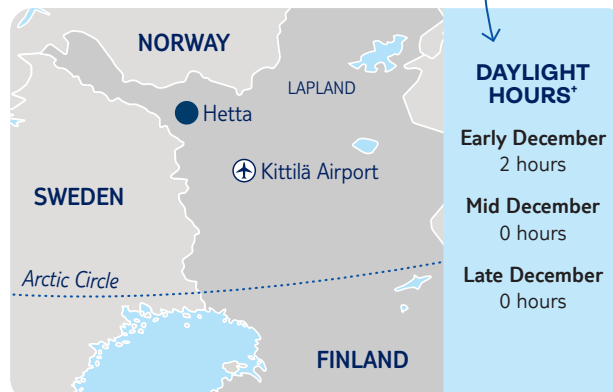 NORWAY
LAPLAND
Hetta
Kittilä Airport
SWEDEN
Arctic Circle
FINLAND
DAYLIGHT
HOURS⁺
Early December
2 hours
Mid December
0 hours
Late December
0 hours